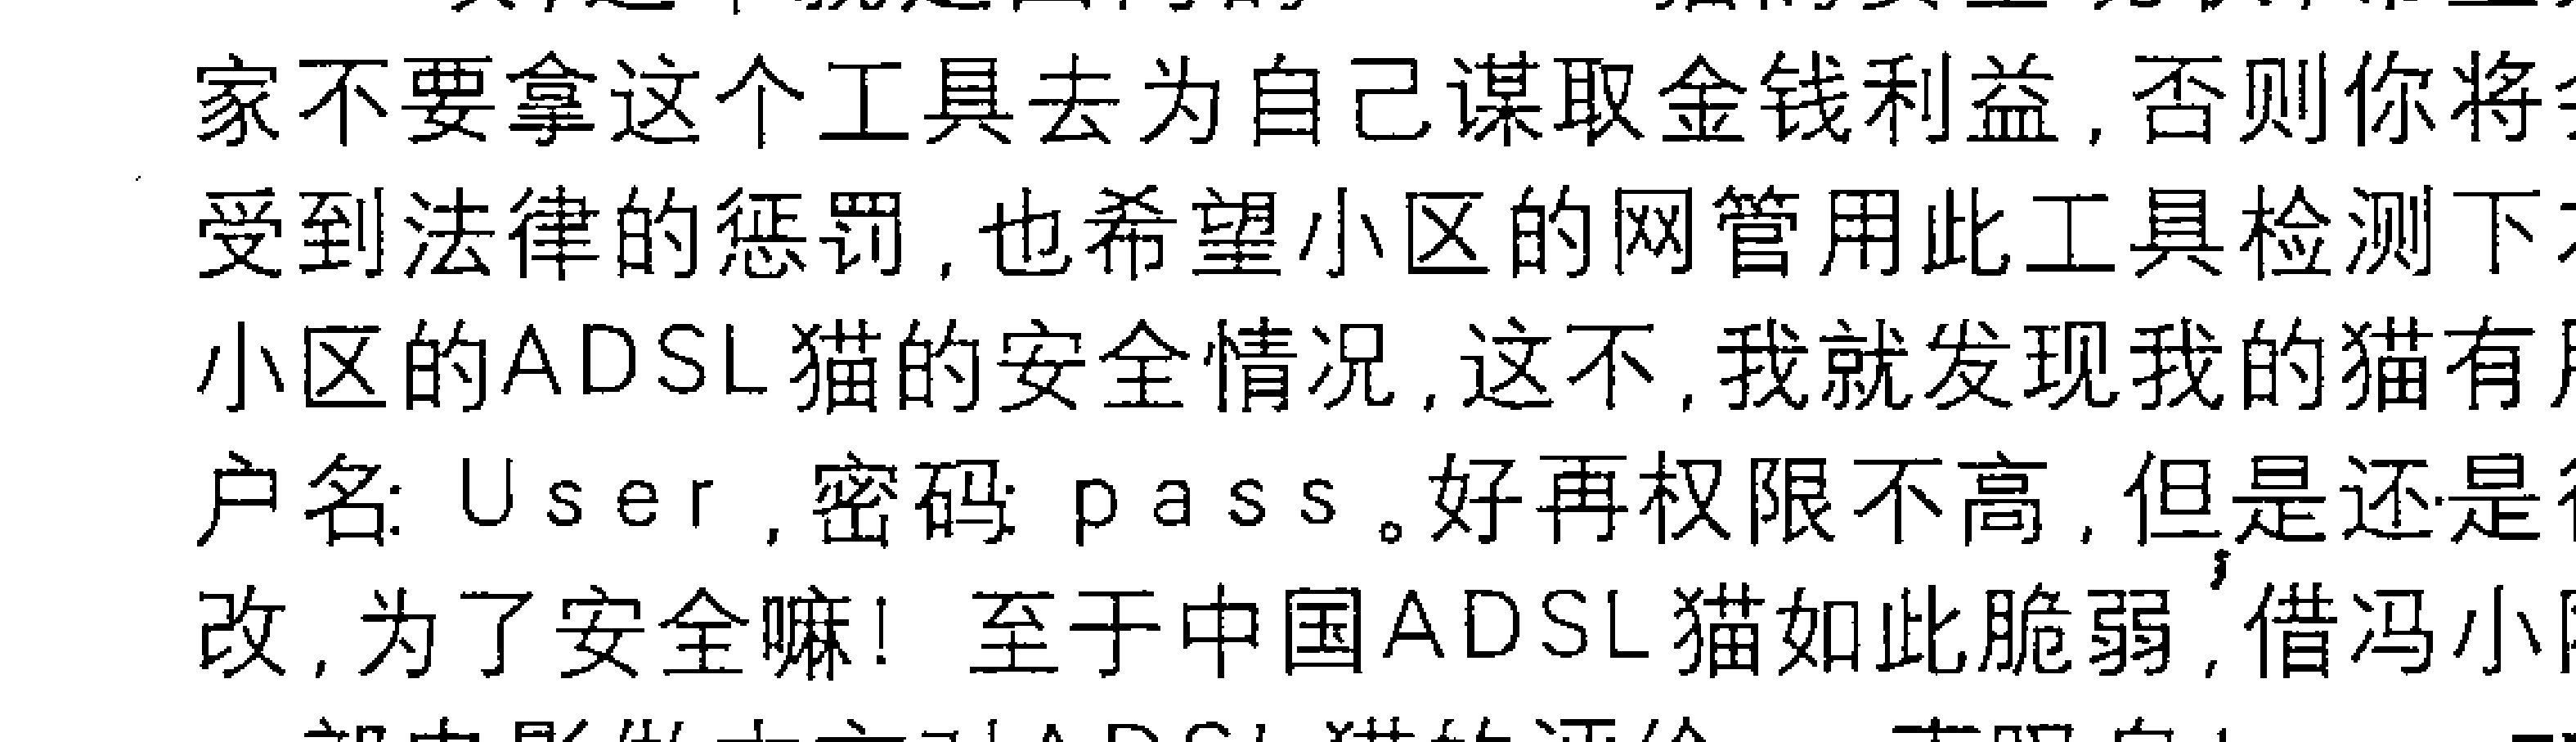 家不要拿这个工具去为自己谋取金钱利益,否则你将
受到法律的惩罚,也希望小区的网管用此工具检测下
小区的ADSL猫的安全情况,这不,我就发现我的猫有
户名: User,密码: pass。好再权限不高,但是还是
改,为了安全嘛! 至于中国ADSL猫如此脆弱,借冯小